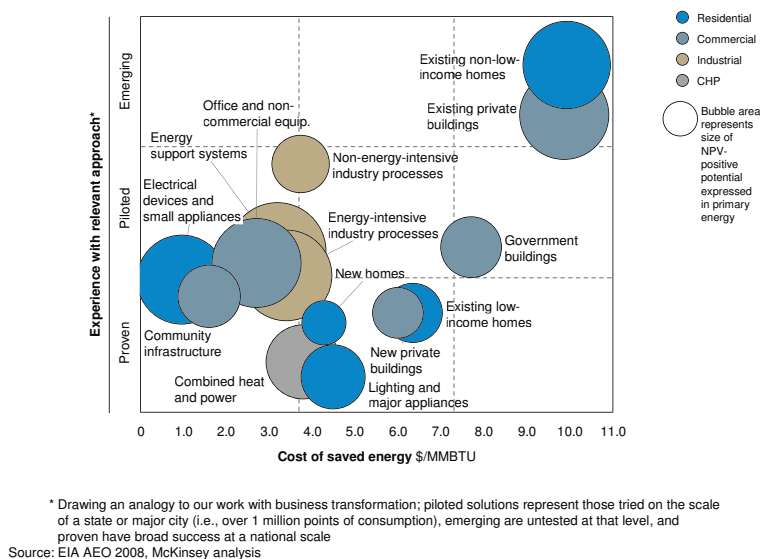 Residential
Commercial
Industrial
CHP
Bubble area
represents
size of
NPV-
positive
potential
expressed
in primary
energy
Experience with relevant approach*
Emerging
Piloted
Proven
Existing non-low-
income homes
Existing private
buildings
Office and non-
commercial equip.
Energy
support systems
Non-energy-intensive
industry processes
Electrical
devices and
small appliances
Energy-intensive
industry processes
Government
buildings
New homes
Existing low-
income homes
Community
infrastructure
New private
buildings
Combined heat
and power
Lighting and
major appliances
0 1.0 2.0 3.0 4.0 5.0 6.0 7.0 8.0 9.0 10.0 11.0
Cost of saved energy $/MMBTU
* Drawing an analogy to our work with business transformation; piloted solutions represent those tried on the scale
of a state or major city (i.e., over 1 million points of consumption), emerging are untested at that level, and
proven have broad success at a national scale
Source: EIA AEO 2008, McKinsey analysis